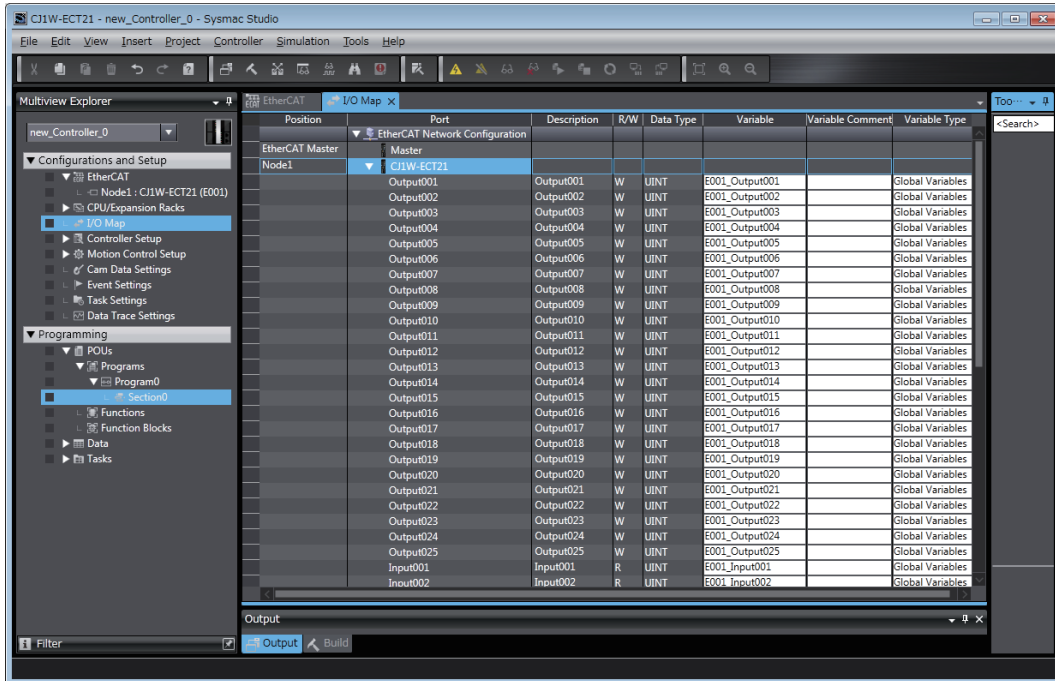 CJ1W-ECT21 - new_Controller_0 - Sysmac Studio
File Edit View Insert Project Controller Simulation Tools Help
Multiview Explorer
new_Controller_0
Configurations and Setup
EtherCAT
Node1 : CJ1W-ECT21 (E001)
CPU/Expansion Racks
I/O Map
Controller Setup
Motion Control Setup
Cam Data Settings
Event Settings
Task Settings
Data Trace Settings
Programming
POUs
Programs
Program0
Section0
Functions
Function Blocks
Data
Tasks
Filter
EtherCAT I/O Map
Position Port Description R/W Data Type Variable Variable Comment Variable Type
EtherCAT Network Configuration
EtherCAT Master Master
Node1 CJ1W-ECT21
Output001 Output001 W UINT E001_Output001 Global Variables
Output002 Output002 W UINT E001_Output002 Global Variables
Output003 Output003 W UINT E001_Output003 Global Variables
Output004 Output004 W UINT E001_Output004 Global Variables
Output005 Output005 W UINT E001_Output005 Global Variables
Output006 Output006 W UINT E001_Output006 Global Variables
Output007 Output007 W UINT E001_Output007 Global Variables
Output008 Output008 W UINT E001_Output008 Global Variables
Output009 Output009 W UINT E001_Output009 Global Variables
Output010 Output010 W UINT E001_Output010 Global Variables
Output011 Output011 W UINT E001_Output011 Global Variables
Output012 Output012 W UINT E001_Output012 Global Variables
Output013 Output013 W UINT E001_Output013 Global Variables
Output014 Output014 W UINT E001_Output014 Global Variables
Output015 Output015 W UINT E001_Output015 Global Variables
Output016 Output016 W UINT E001_Output016 Global Variables
Output017 Output017 W UINT E001_Output017 Global Variables
Output018 Output018 W UINT E001_Output018 Global Variables
Output019 Output019 W UINT E001_Output019 Global Variables
Output020 Output020 W UINT E001_Output020 Global Variables
Output021 Output021 W UINT E001_Output021 Global Variables
Output022 Output022 W UINT E001_Output022 Global Variables
Output023 Output023 W UINT E001_Output023 Global Variables
Output024 Output024 W UINT E001_Output024 Global Variables
Output025 Output025 W UINT E001_Output025 Global Variables
Input001 Input001 R UINT E001_Input001 Global Variables
Input002 Input002 R UINT E001_Input002 Global Variables
Output
Output Build
Too···
<Search>